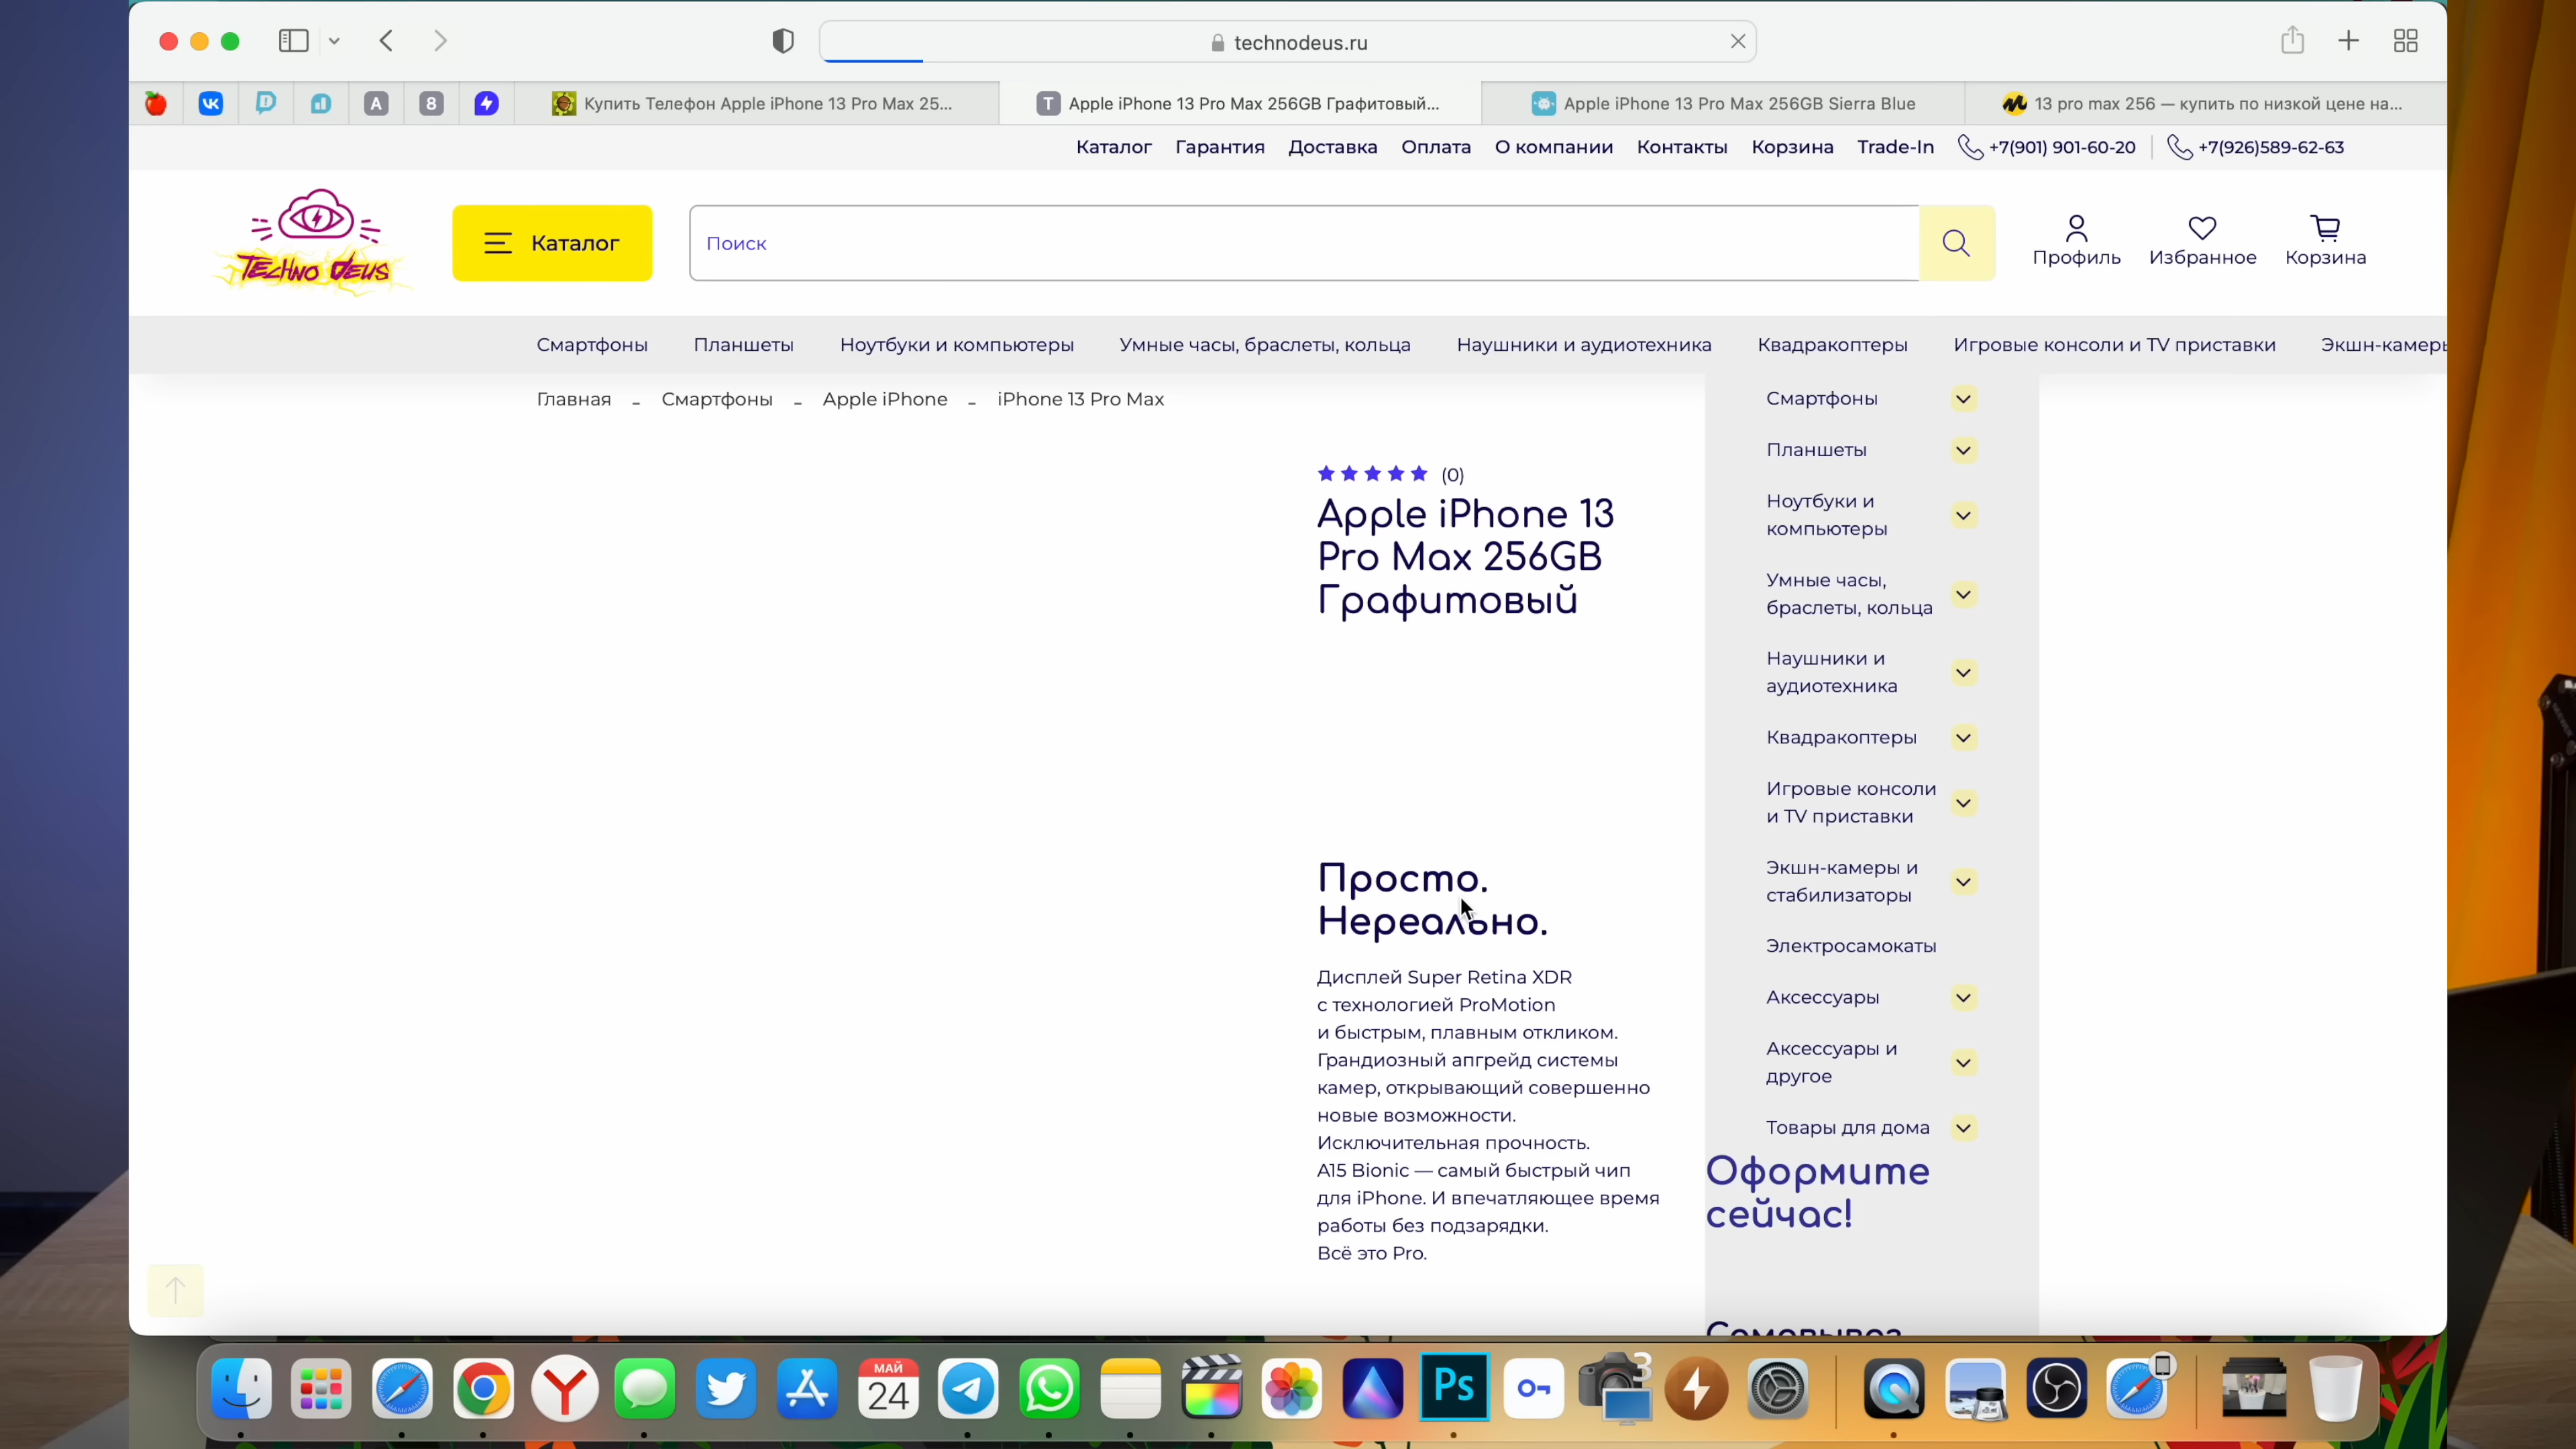 technodeus.ru
A
8
Купить Телефон Apple iPhone 13 Pro Max 25...
T
Apple iPhone 13 Pro Max 256GB Графитовый...
Apple iPhone 13 Pro Max 256GB Sierra Blue
13 pro max 256 — купить по низкой цене на...
Каталог Гарантия Доставка Оплата О компании Контакты Корзина Trade-In +7(901) 901-60-20 +7(926)589-62-63
TECHNO DEUS
Каталог
Поиск
Профиль
Избранное
Корзина
Смартфоны Планшеты Ноутбуки и компьютеры Умные часы, браслеты, кольца Наушники и аудиотехника Квадракоптеры Игровые консоли и TV приставки Экшн-камеры
Главная - Смартфоны - Apple iPhone - iPhone 13 Pro Max
(0)
Apple iPhone 13
Pro Max 256GB
Графитовый
Просто.
Нереально.
Дисплей Super Retina XDR
с технологией ProMotion
и быстрым, плавным откликом.
Грандиозный апгрейд системы
камер, открывающий совершенно
новые возможности.
Исключительная прочность.
A15 Bionic — самый быстрый чип
для iPhone. И впечатляющее время
работы без подзарядки.
Всё это Pro.
Смартфоны
Планшеты
Ноутбуки и
компьютеры
Умные часы,
браслеты, кольца
Наушники и
аудиотехника
Квадракоптеры
Игровые консоли
и TV приставки
Экшн-камеры и
стабилизаторы
Электросамокаты
Аксессуары
Аксессуары и
другое
Товары для дома
Оформите
сейчас!
Самовывоз
МАЙ
24
Ps
3